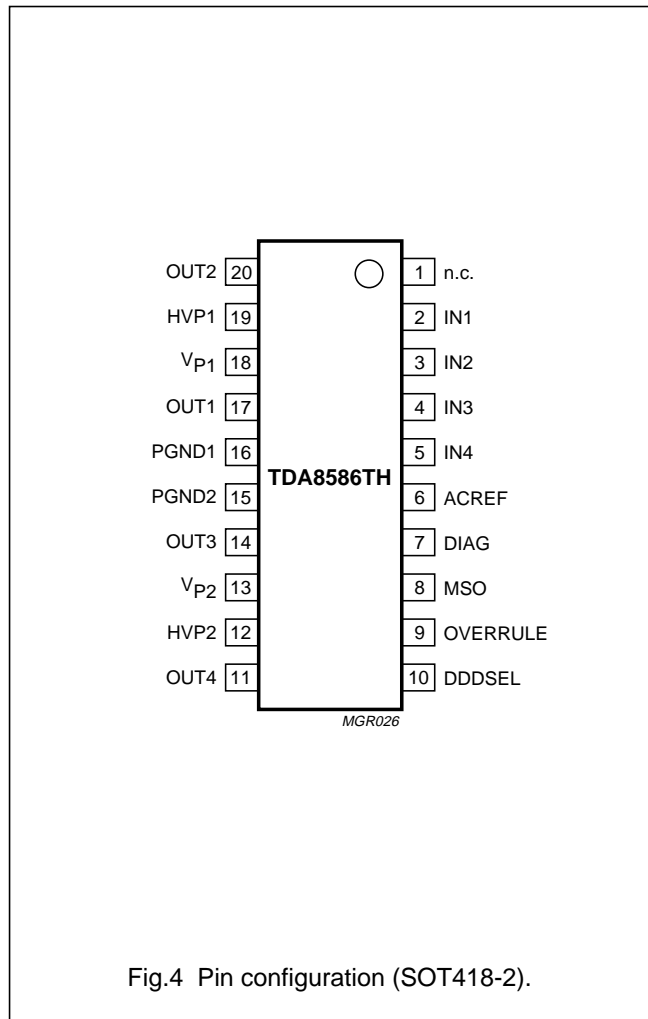 OUT2 20 1 n.c.
HVP1 19 2 IN1
VP1 18 3 IN2
OUT1 17 4 IN3
PGND1 16 5 IN4
TDA8586TH
PGND2 15 6 ACREF
OUT3 14 7 DIAG
VP2 13 8 MSO
HVP2 12 9 OVERRULE
OUT4 11 10 DDDSEL
MGR026
Fig.4 Pin configuration (SOT418-2).